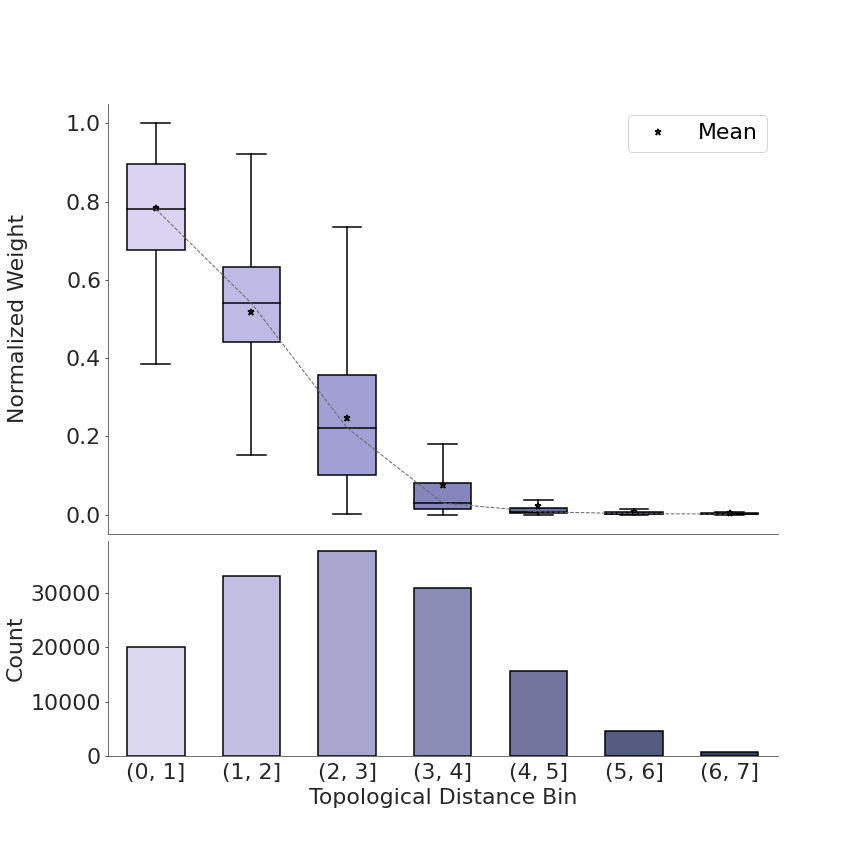 Mean
1.0
0.8
0.6
0.4
0.2
0.0
Normalized Weight
30000
20000
10000
0
Count
(0, 1] (1, 2] (2, 3] (3, 4] (4, 5] (5, 6] (6, 7]
Topological Distance Bin